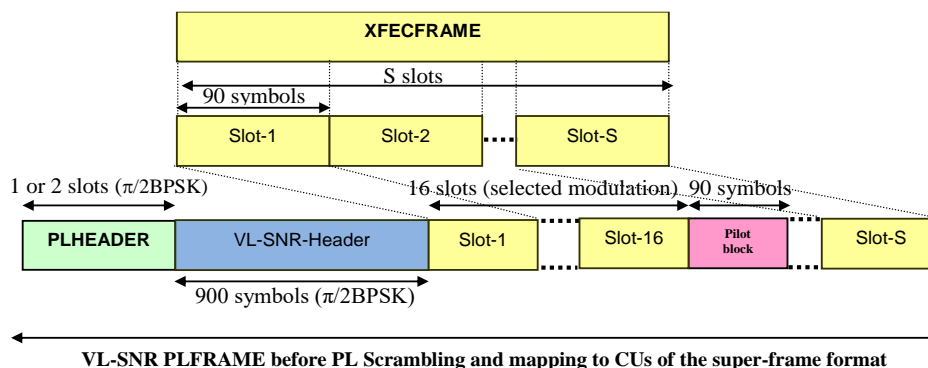 XFECFRAME
S slots
90 symbols
Slot-1 Slot-2 Slot-S
1 or 2 slots (π/2BPSK) 16 slots (selected modulation) 90 symbols
PLHEADER VL-SNR-Header Slot-1 Slot-16 Pilot block Slot-S
900 symbols (π/2BPSK)
VL-SNR PLFRAME before PL Scrambling and mapping to CUs of the super-frame format